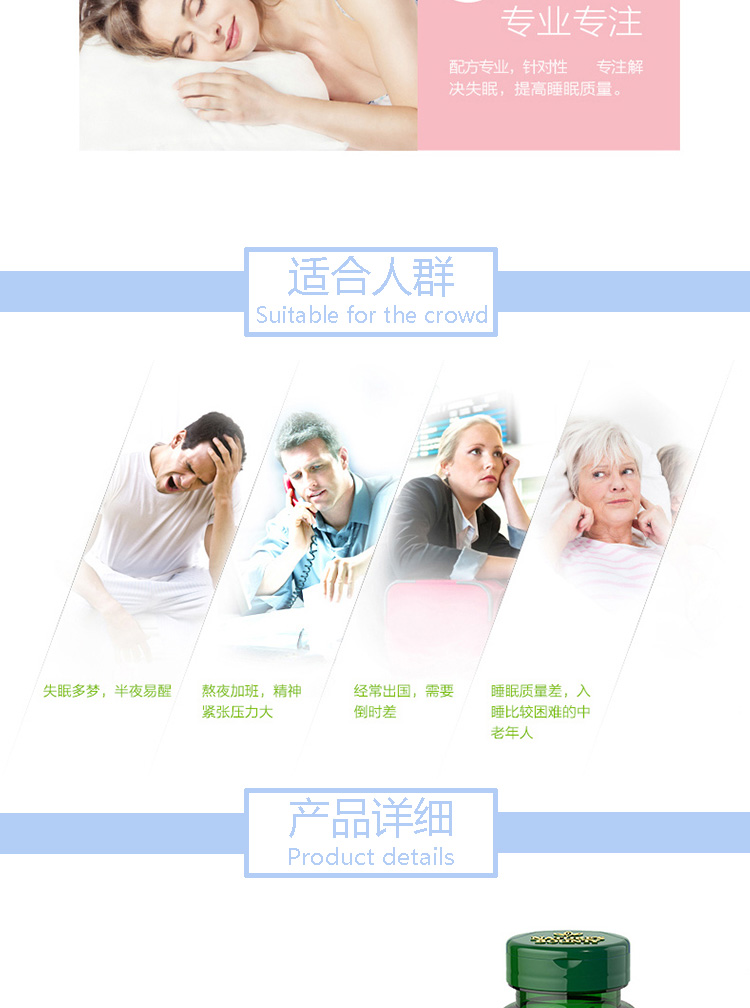 专业专注
配方专业，针对性 专注解
决失眠，提高睡眠质量。
适合人群
Suitable for the crowd
失眠多梦，半夜易醒
熬夜加班，精神
紧张压力大
经常出国，需要
倒时差
睡眠质量差，入
睡比较困难的中
老年人
产品详细
Product details
NATURE'S
BOUNTY